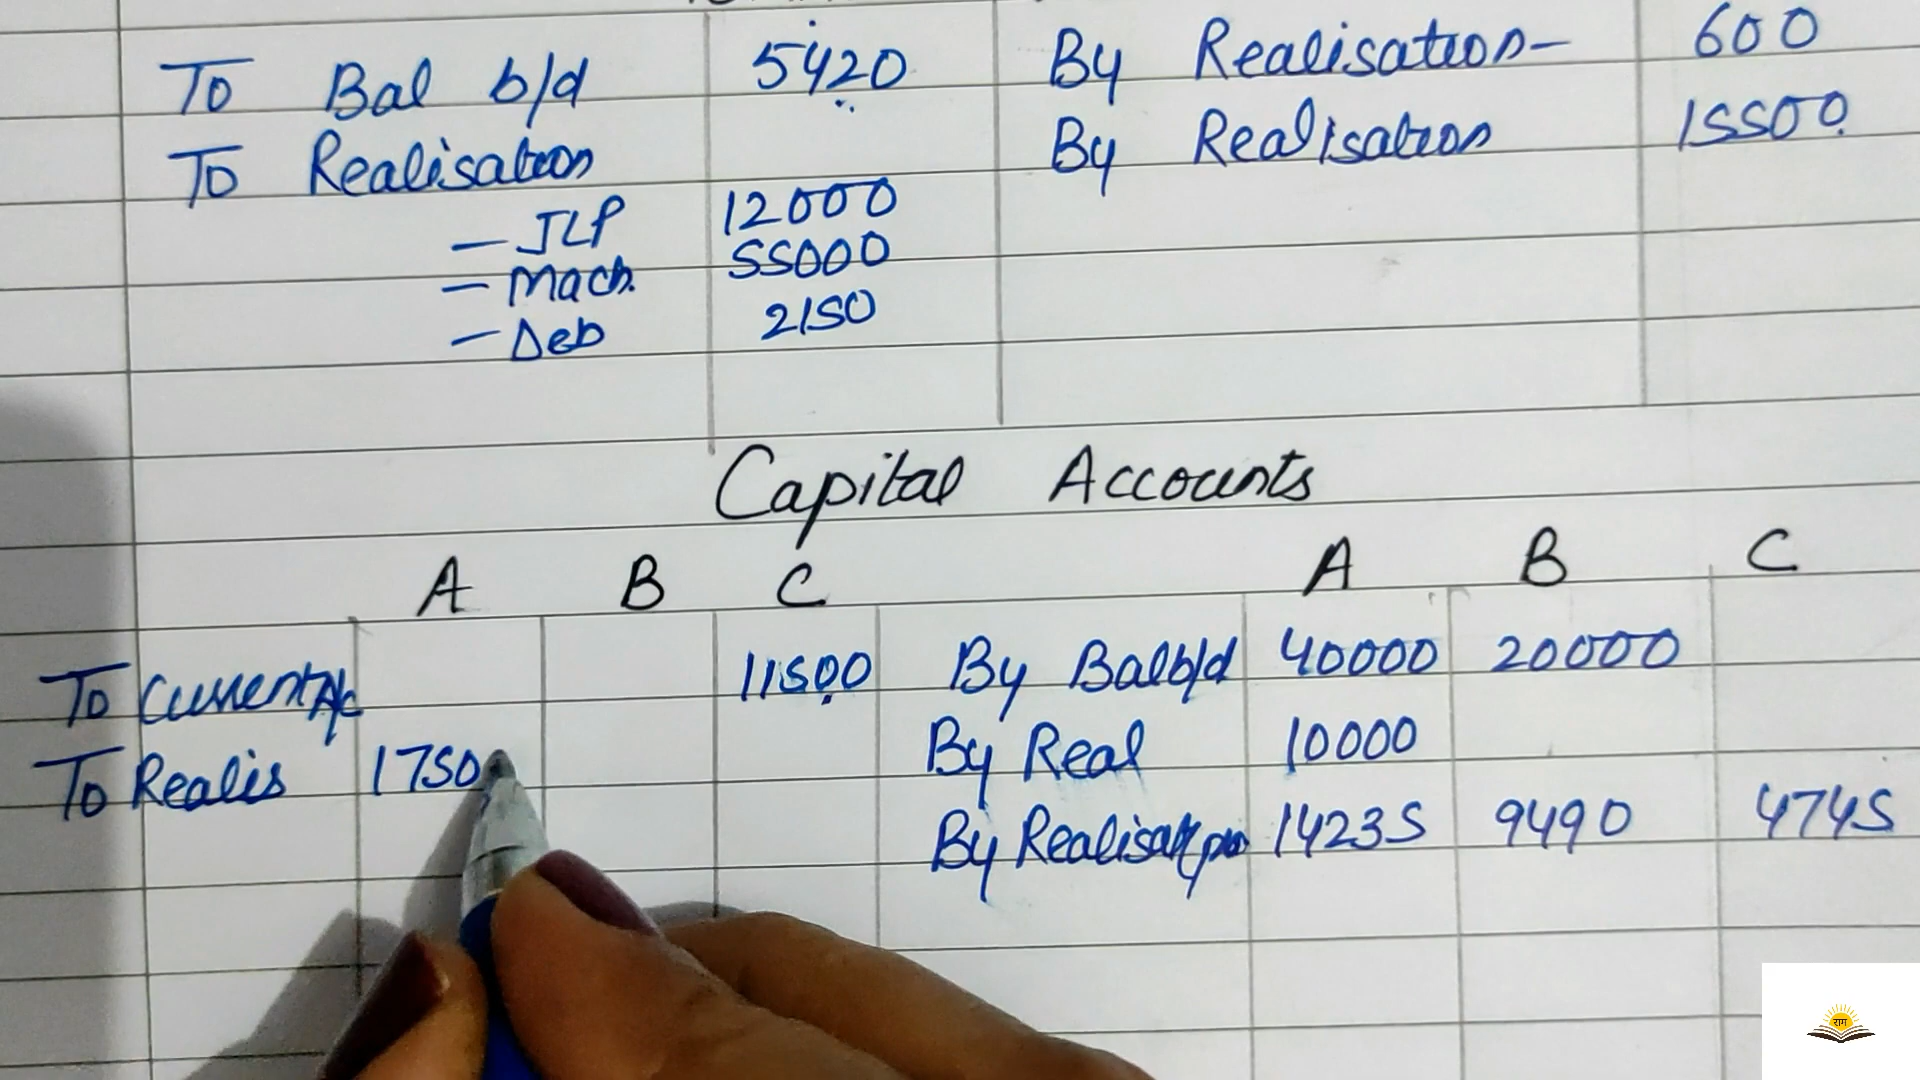 To Bal b/d 5420 By Realisation- 600
To Realisation By Realisation 15500
- JLP 12000
- Mach. 55000
- Deb 2150
Capital Accounts
A B C A B C
To Current A/c 11500 By Bal b/d 40000 20000
To Realis 1750 By Real 10000
By Realisat 14235 9490 4745
राम